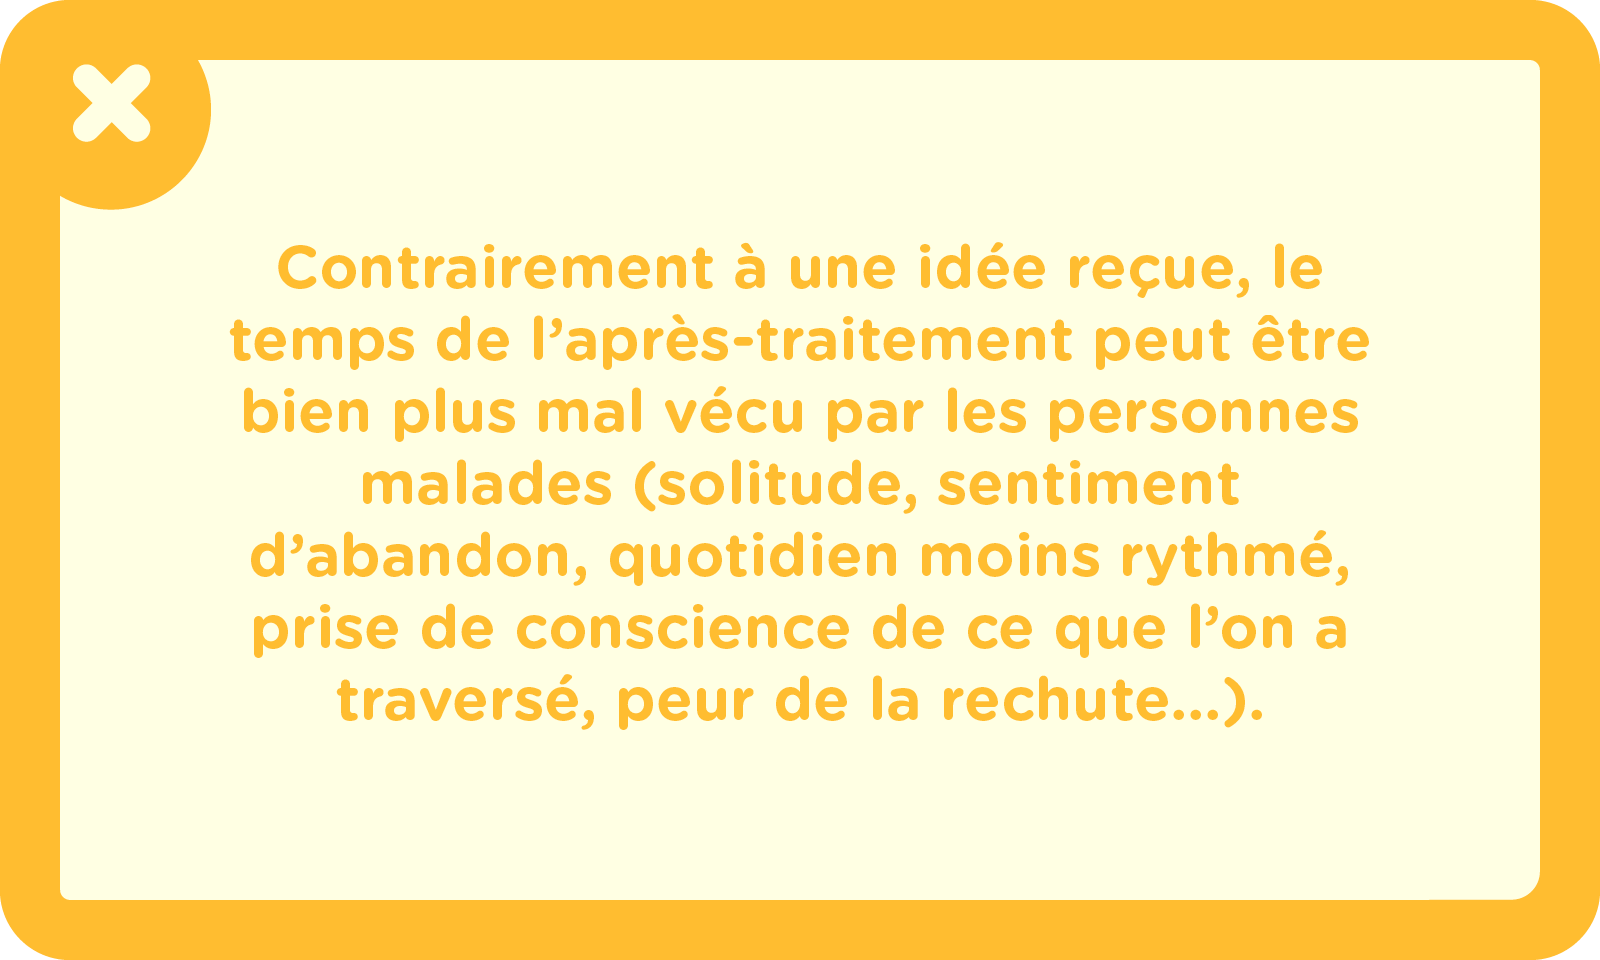 Contrairement à une idée reçue, le
temps de l’après-traitement peut être
bien plus mal vécu par les personnes
malades (solitude, sentiment
d’abandon, quotidien moins rythmé,
prise de conscience de ce que l’on a
traversé, peur de la rechute...).